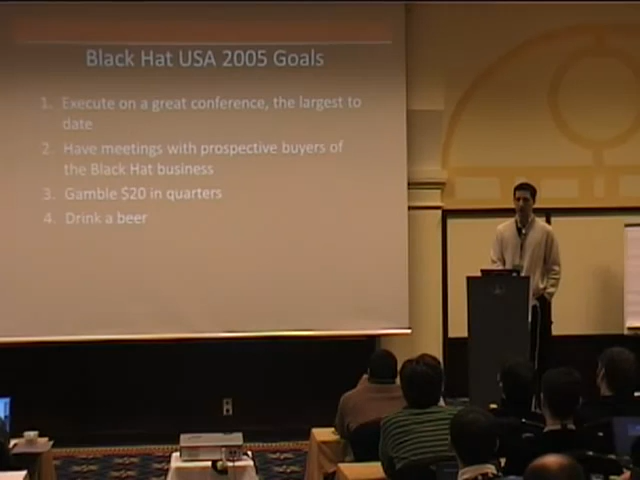 Black Hat USA 2005 Goals
1. Execute on a great conference, the largest to
date
2. Have meetings with prospective buyers of
the Black Hat business
3. Gamble $20 in quarters
4. Drink a beer